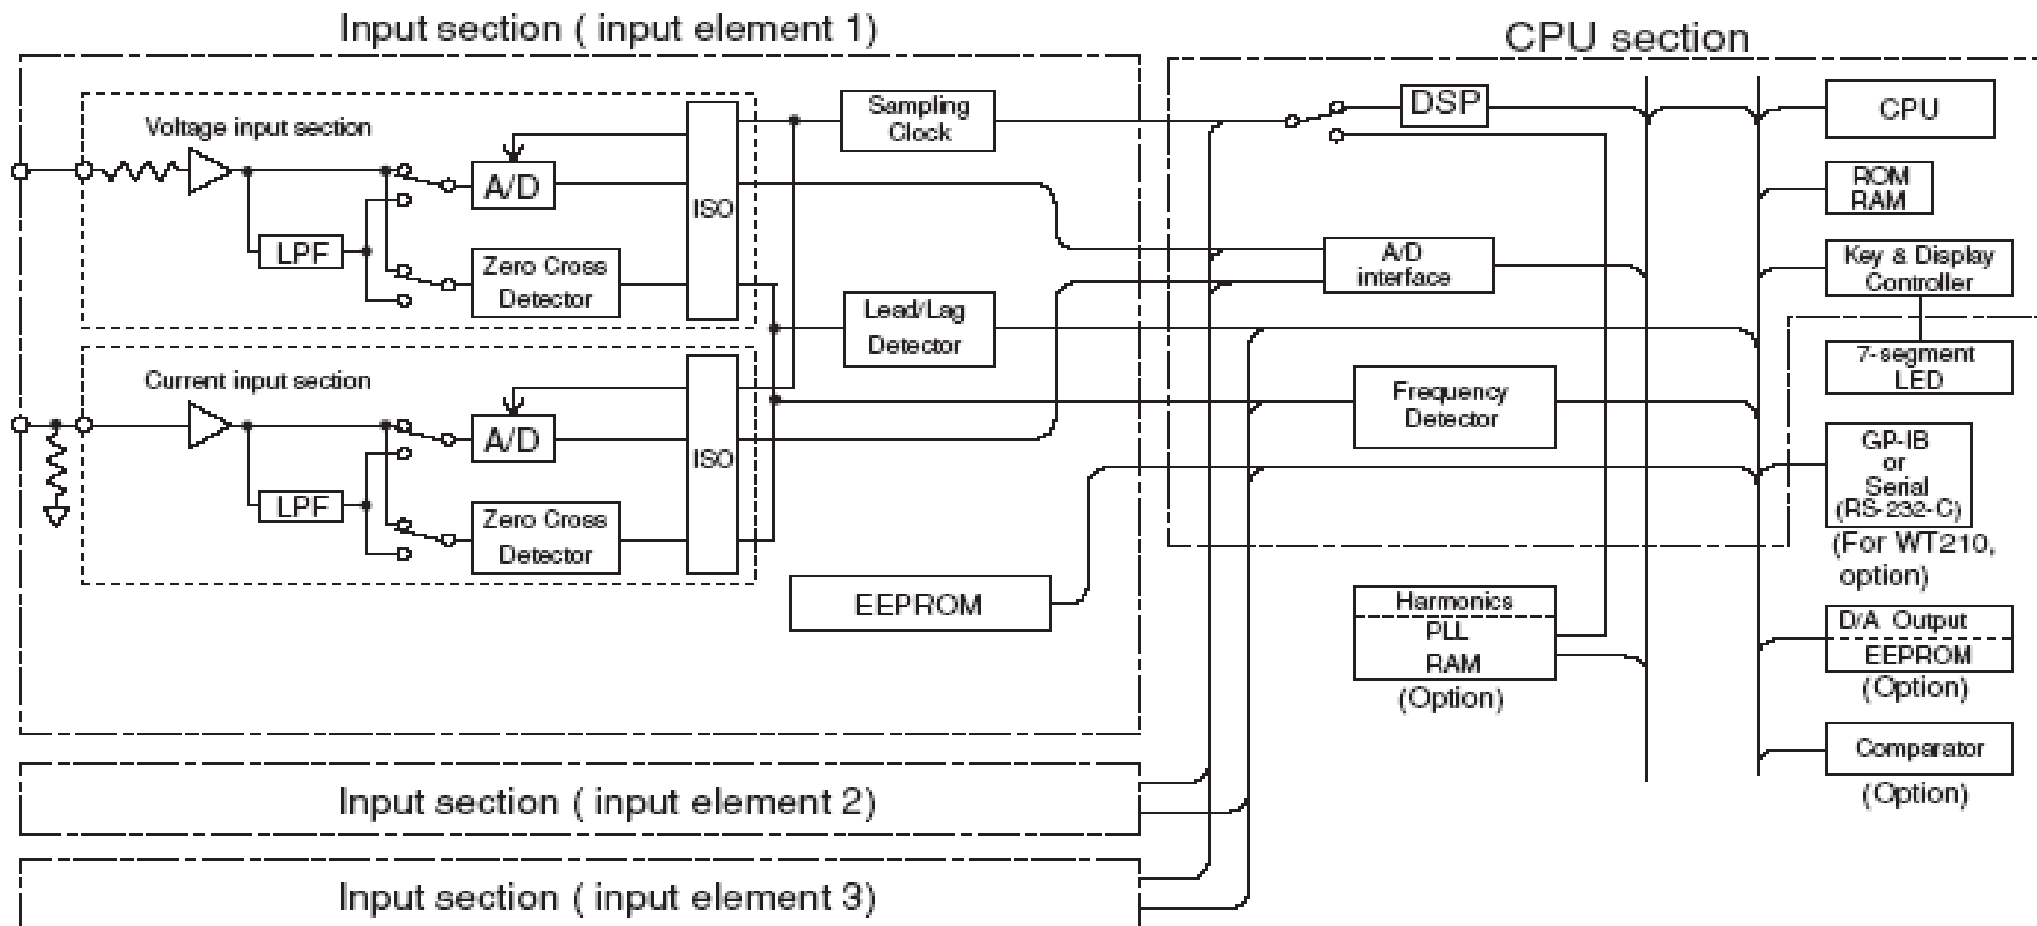 Input section ( input element 1)
CPU section
Voltage input section
A/D
LPF
Zero Cross
Detector
ISO
Sampling
Clock
Lead/Lag
Detector
Current input section
A/D
LPF
Zero Cross
Detector
ISO
EEPROM
DSP
A/D
interface
Frequency
Detector
Harmonics
PLL
RAM
(Option)
CPU
ROM
RAM
Key & Display
Controller
7-segment
LED
GP-IB
or
Serial
(RS-232-C)
(For WT210,
option)
D/A Output
EEPROM
(Option)
Comparator
(Option)
Input section ( input element 2)
Input section ( input element 3)